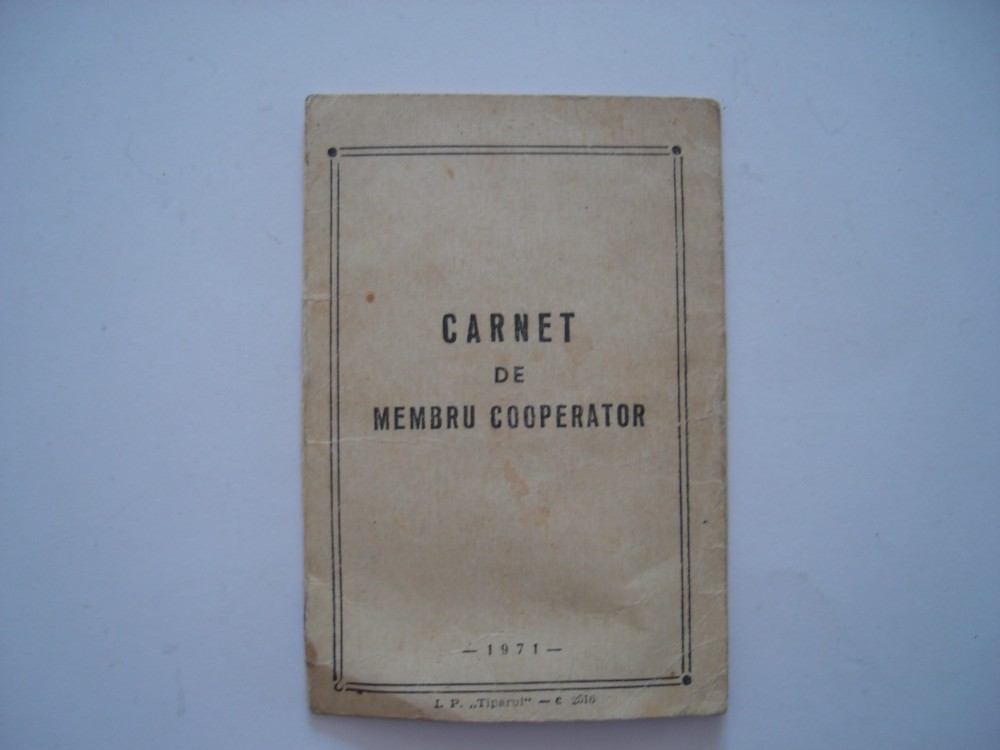 CARNET
DE
MEMBRU COOPERATOR
— 1971 —
I. P. „Tiparul" — c 2516